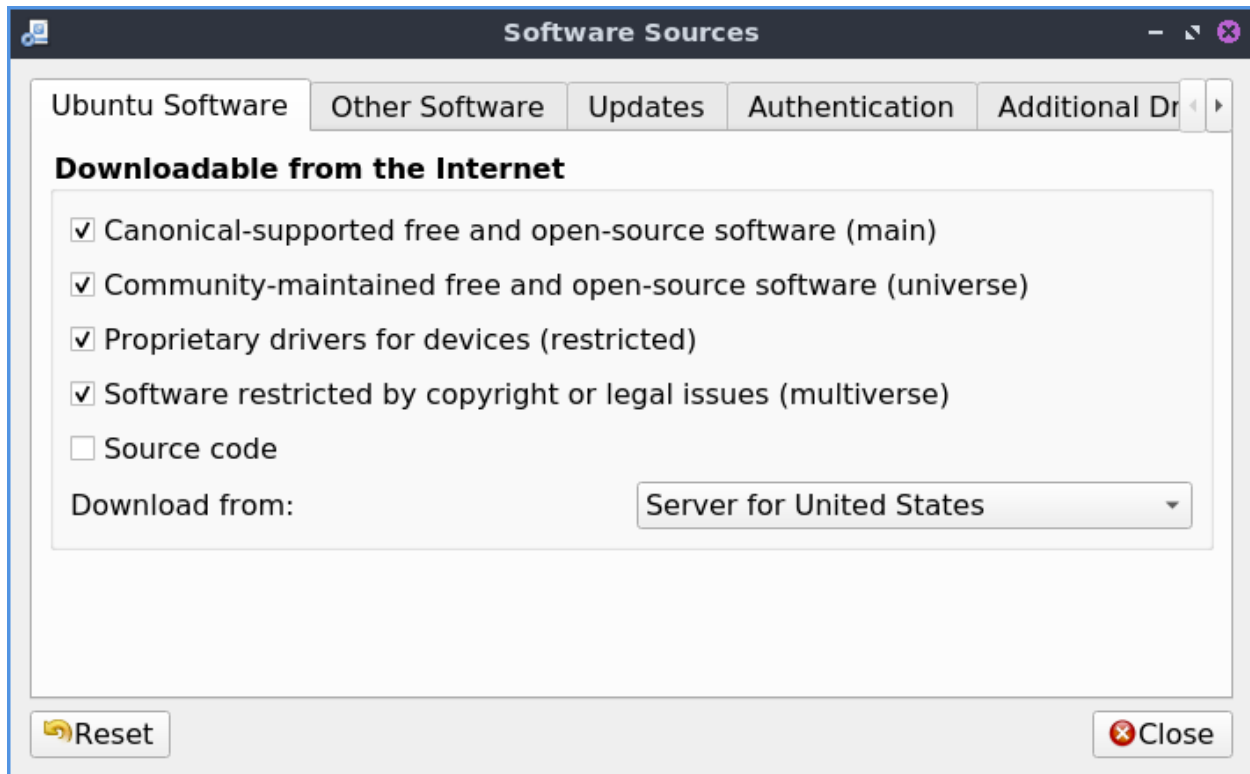 Software Sources
Ubuntu Software Other Software Updates Authentication Additional Dr
Downloadable from the Internet
Canonical-supported free and open-source software (main)
Community-maintained free and open-source software (universe)
Proprietary drivers for devices (restricted)
Software restricted by copyright or legal issues (multiverse)
Source code
Download from: Server for United States
Reset Close